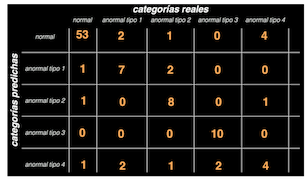 categorías reales
normal anormal tipo 1 anormal tipo 2 anormal tipo 3 anormal tipo 4
categorías predichas
normal 53 2 1 0 4
anormal tipo 1 1 7 2 0 0
anormal tipo 2 1 0 8 0 1
anormal tipo 3 0 0 0 10 0
anormal tipo 4 1 2 1 2 4